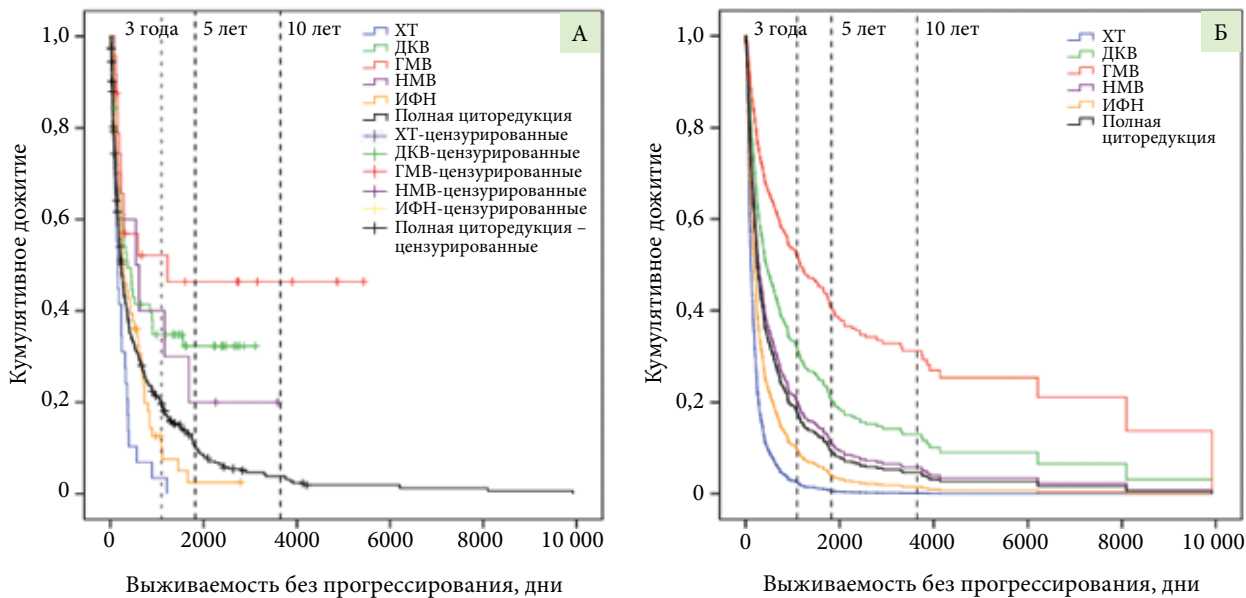 1,0
0,8
0,6
0,4
0,2
0
Кумулятивное дожитие
3 года
5 лет
10 лет
А
ХТ
ДКВ
ГМВ
НМВ
ИФН
Полная циторедукция
ХТ-цензурированные
ДКВ-цензурированные
ГМВ-цензурированные
НМВ-цензурированные
ИФН-цензурированные
Полная циторедукция –
цензурированные
0
2000
4000
6000
8000
10 000
Выживаемость без прогрессирования, дни
1,0
0,8
0,6
0,4
0,2
0
Кумулятивное дожитие
3 года
5 лет
10 лет
Б
ХТ
ДКВ
ГМВ
НМВ
ИФН
Полная
циторедукция
0
2000
4000
6000
8000
10 000
Выживаемость без прогрессирования, дни